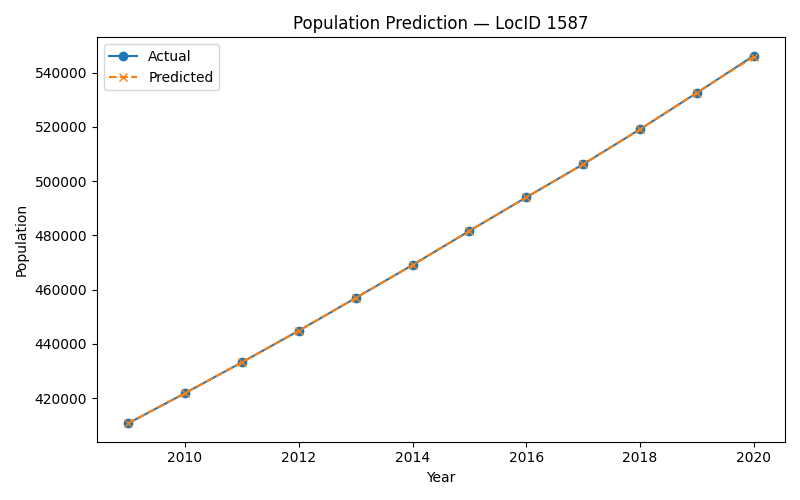 Population Prediction — LocID 1587
Actual
Predicted
540000
520000
500000
480000
460000
440000
420000
Population
2010
2012
2014
2016
2018
2020
Year